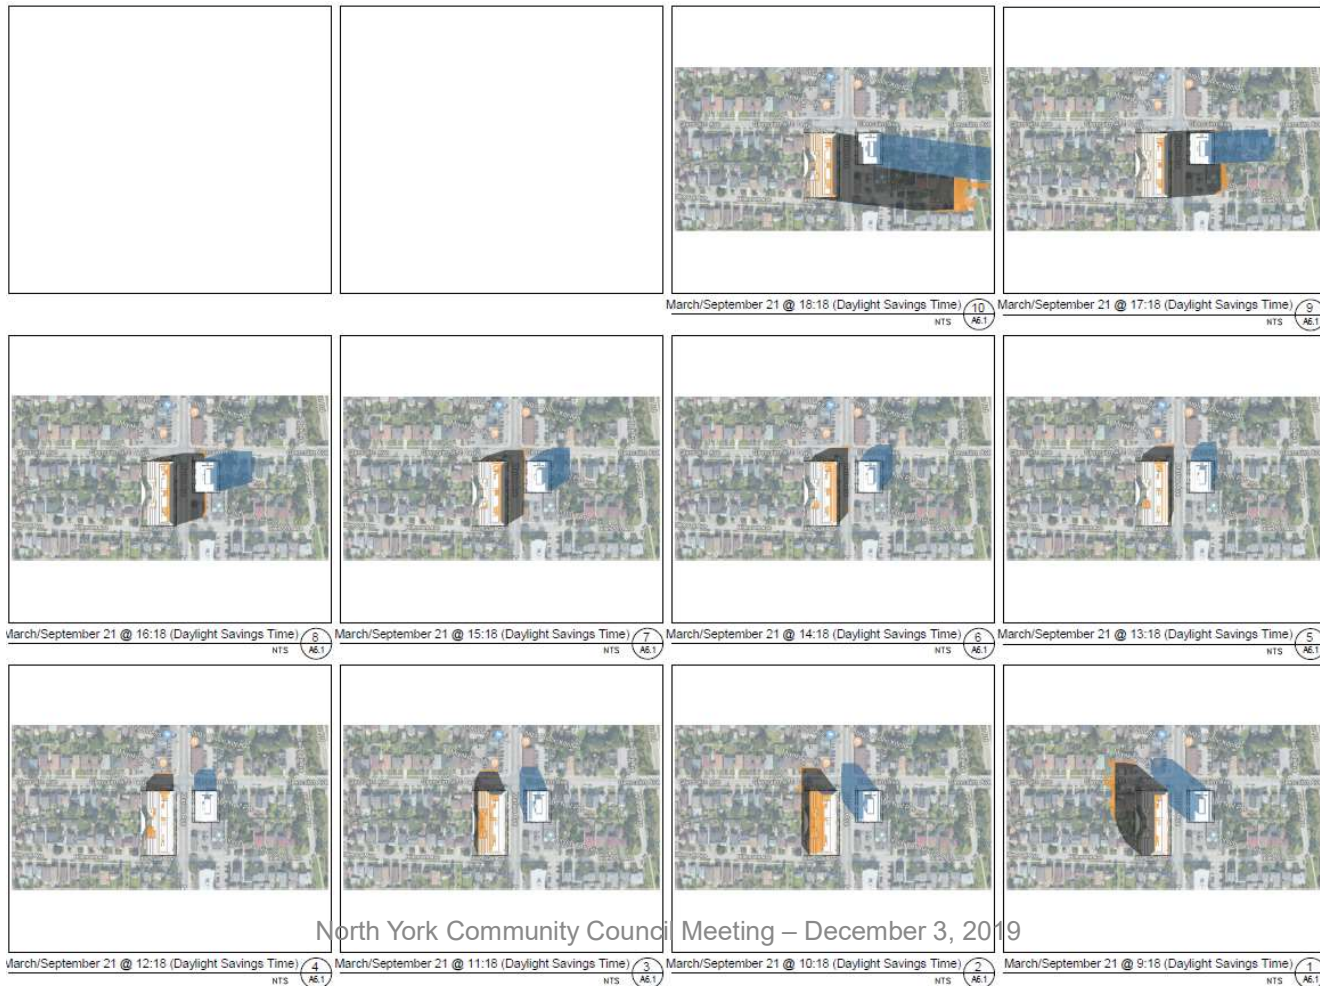 March/September 21 @ 18:18 (Daylight Savings Time)
10
NTS
A6.1
March/September 21 @ 17:18 (Daylight Savings Time)
9
NTS
A6.1
March/September 21 @ 16:18 (Daylight Savings Time)
8
NTS
A6.1
March/September 21 @ 15:18 (Daylight Savings Time)
7
NTS
A6.1
March/September 21 @ 14:18 (Daylight Savings Time)
6
NTS
A6.1
March/September 21 @ 13:18 (Daylight Savings Time)
5
NTS
A6.1
North York Community Council Meeting – December 3, 2019
March/September 21 @ 12:18 (Daylight Savings Time)
4
NTS
A6.1
March/September 21 @ 11:18 (Daylight Savings Time)
3
NTS
A6.1
March/September 21 @ 10:18 (Daylight Savings Time)
2
NTS
A6.1
March/September 21 @ 9:18 (Daylight Savings Time)
1
NTS
A6.1